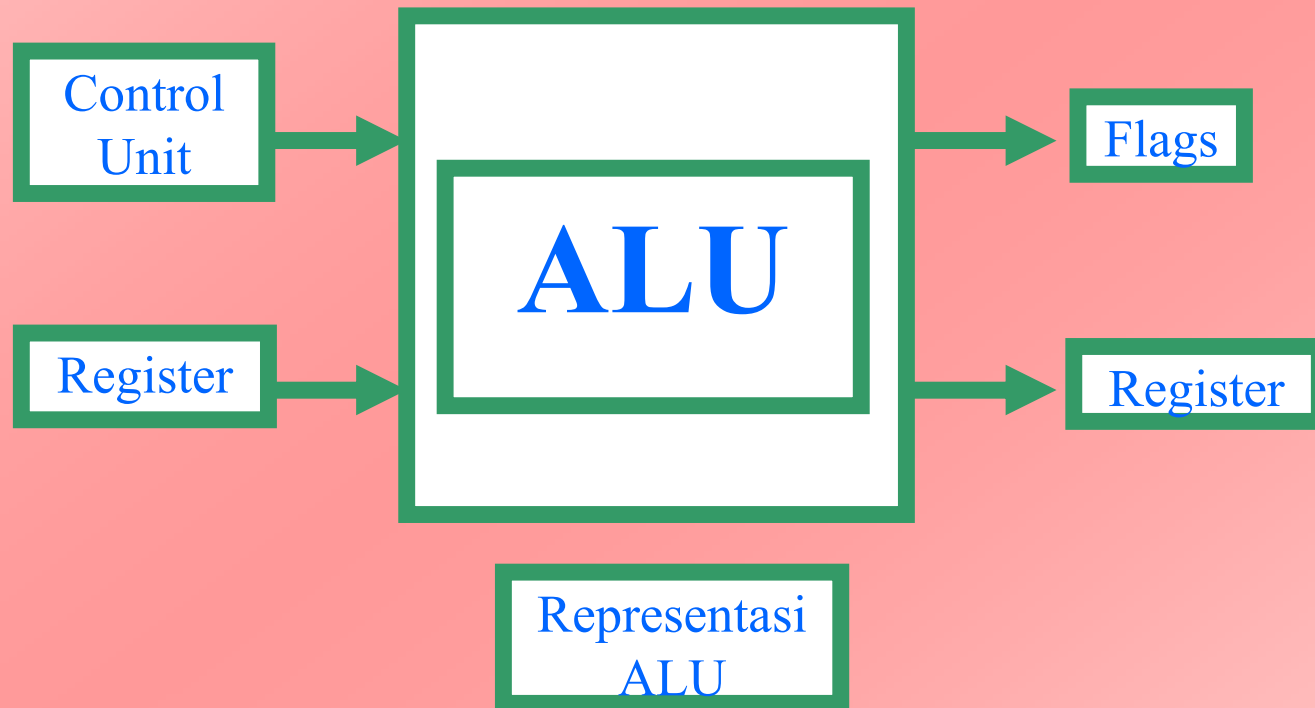 Control
Unit
Flags
ALU
Register
Register
Representasi
ALU